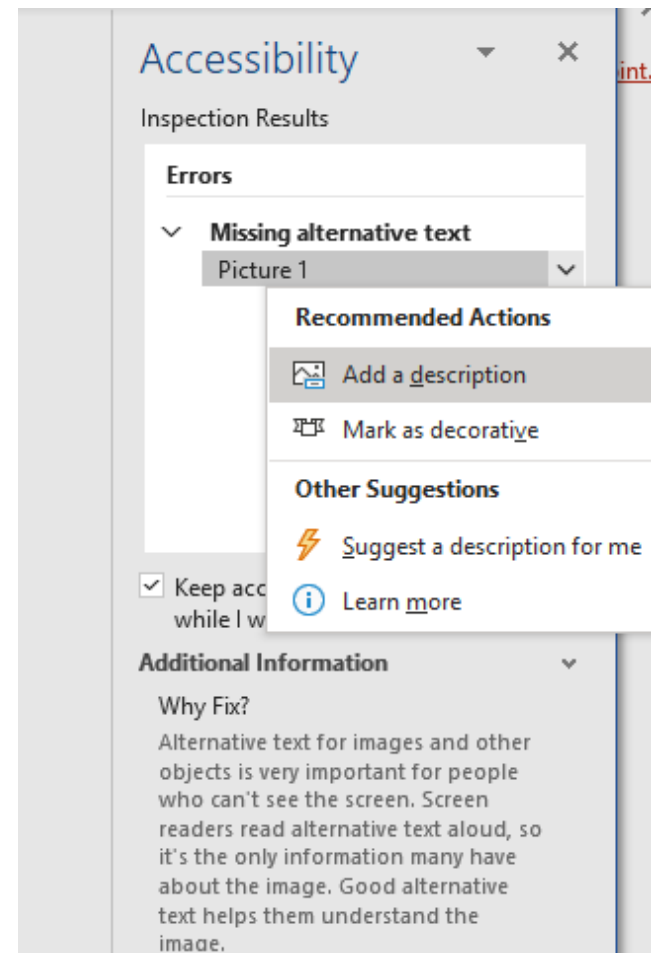 Accessibility
int.
Inspection Results
Errors
Missing alternative text
Picture 1
Recommended Actions
Add a description
Mark as decorative
Other Suggestions
Suggest a description for me
Learn more
Keep acc
while I w
Additional Information
Why Fix?
Alternative text for images and other
objects is very important for people
who can't see the screen. Screen
readers read alternative text aloud, so
it's the only information many have
about the image. Good alternative
text helps them understand the
image.